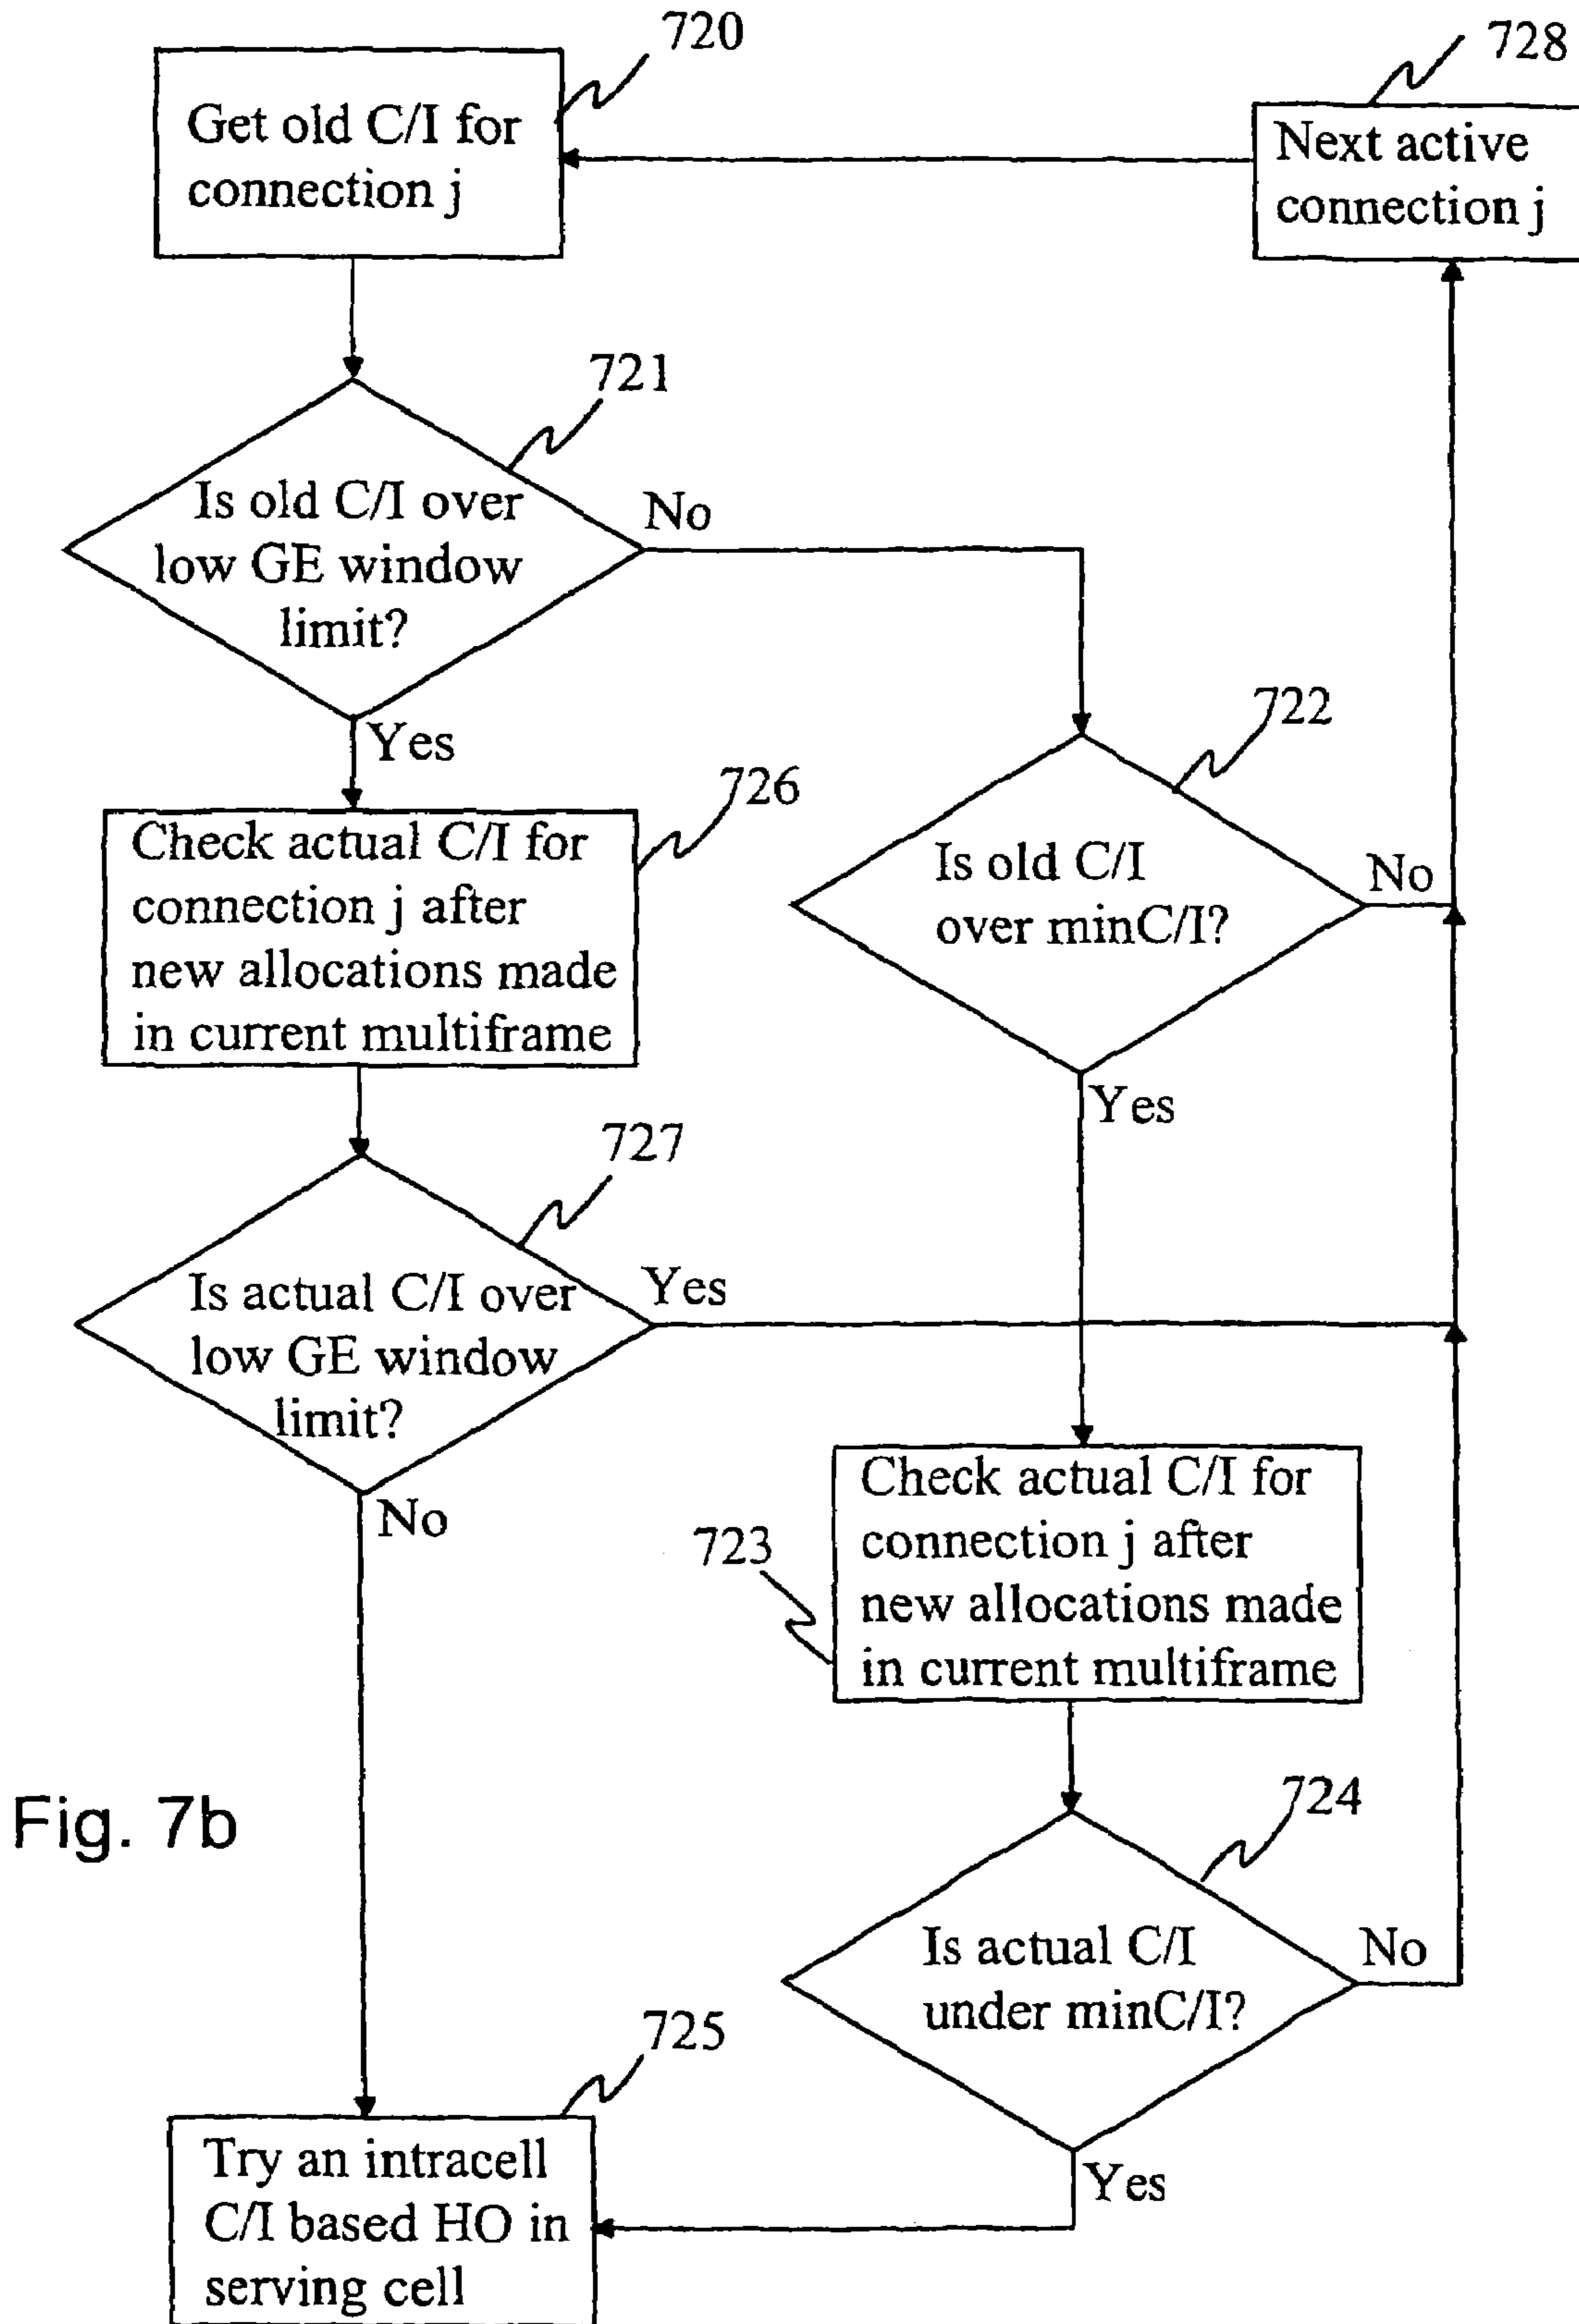 720
728
Get old C/I for
connection j
Next active
connection j
721
Is old C/I over
low GE window
limit?
No
Yes
722
Is old C/I
over minC/I?
No
Yes
726
Check actual C/I for
connection j after
new allocations made
in current multiframe
727
Is actual C/I over
low GE window
limit?
Yes
No
723
Check actual C/I for
connection j after
new allocations made
in current multiframe
724
Is actual C/I
under minC/I?
No
Yes
Fig. 7b
725
Try an intracell
C/I based HO in
serving cell